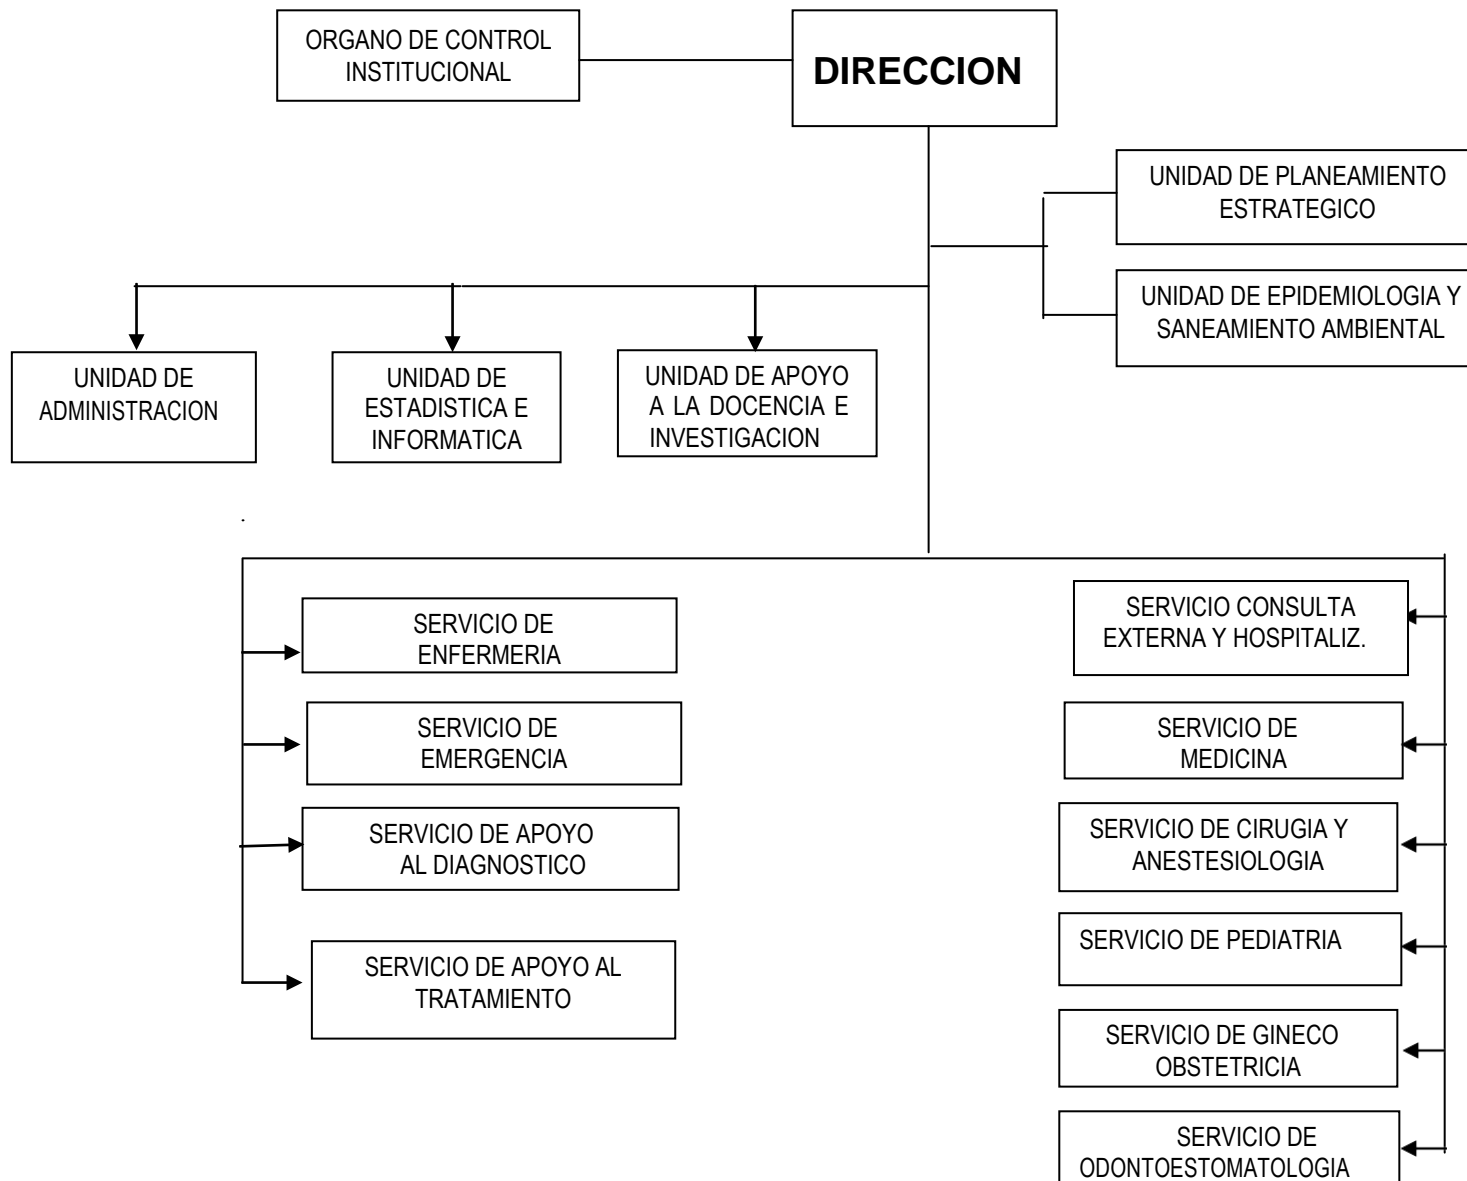 ORGANO DE CONTROL
INSTITUCIONAL
DIRECCION
UNIDAD DE PLANEAMIENTO
ESTRATEGICO
UNIDAD DE EPIDEMIOLOGIA Y
SANEAMIENTO AMBIENTAL
UNIDAD DE
ADMINISTRACION
UNIDAD DE
ESTADISTICA E
INFORMATICA
UNIDAD DE APOYO
A LA DOCENCIA E
INVESTIGACION
.
SERVICIO DE
ENFERMERIA
SERVICIO DE
EMERGENCIA
SERVICIO DE APOYO
AL DIAGNOSTICO
SERVICIO DE APOYO AL
TRATAMIENTO
SERVICIO CONSULTA
EXTERNA Y HOSPITALIZ.
SERVICIO DE
MEDICINA
SERVICIO DE CIRUGIA Y
ANESTESIOLOGIA
SERVICIO DE PEDIATRIA
SERVICIO DE GINECO
OBSTETRICIA
SERVICIO DE
ODONTOESTOMATOLOGIA